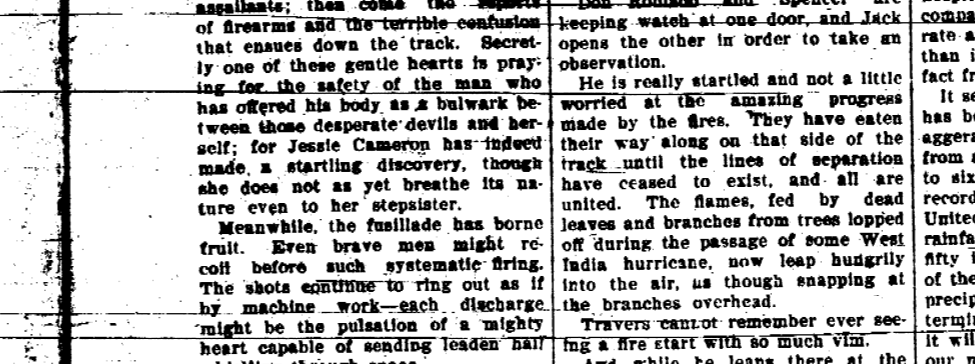 assailants; then come the reports
of firearms and the terrible confusion
that ensues down the track. Secret-
ly one of these gentle hearts is pray-
ing for the safety of the man who
has offered his body as a bulwark be-
tween those desperate devils and her-
self; for Jessie Cameron has indeed
made a startling discovery, though
she does not as yet breathe its na-
ture even to her stepsister.
Meanwhile, the fusillade has borne
fruit. Even brave men might re-
coil before such systematic firing.
The shots continue to ring out as if
by machine work—each discharge
might be the pulsation of a mighty
heart capable of sending leaden hail
Don and Spencer are
keeping watch at one door, and Jack
opens the other in order to take an
observation.
He is really startled and not a little
worried at the amazing progress
made by the fires. They have eaten
their way along on that side of the
track until the lines of separation
have ceased to exist, and all are
united. The flames, fed by dead
leaves and branches from trees lopped
off during the passage of some West
India hurricane, now leap hungrily
into the air, as though snapping at
the branches overhead.
Travers cannot remember ever see-
ing a fire start with so much vim.
And while he leans there at the
compa
rate a
than i
fact fr
It se
has b
aggera
from a
to six
record
Unite
rainfa
fifty i
of the
precip
termi
it wil
our